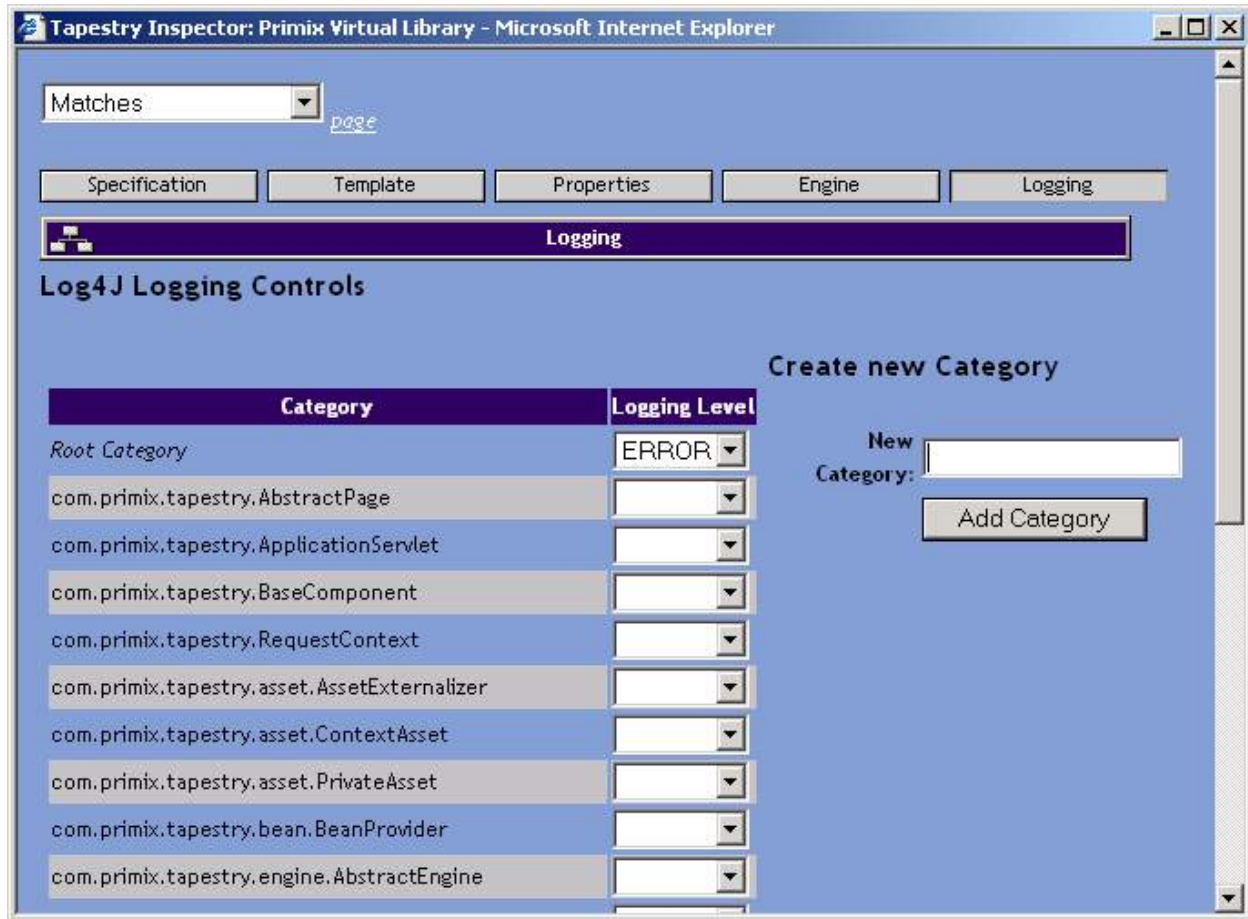 Tapestry Inspector: Primix Virtual Library - Microsoft Internet Explorer
Matches
page
Specification Template Properties Engine Logging
Logging
Log4J Logging Controls
Create new Category
Category Logging Level
Root Category ERROR
New
Category:
com.primix.tapestry.AbstractPage
Add Category
com.primix.tapestry.ApplicationServlet
com.primix.tapestry.BaseComponent
com.primix.tapestry.RequestContext
com.primix.tapestry.asset.AssetExternalizer
com.primix.tapestry.asset.ContextAsset
com.primix.tapestry.asset.PrivateAsset
com.primix.tapestry.bean.BeanProvider
com.primix.tapestry.engine.AbstractEngine